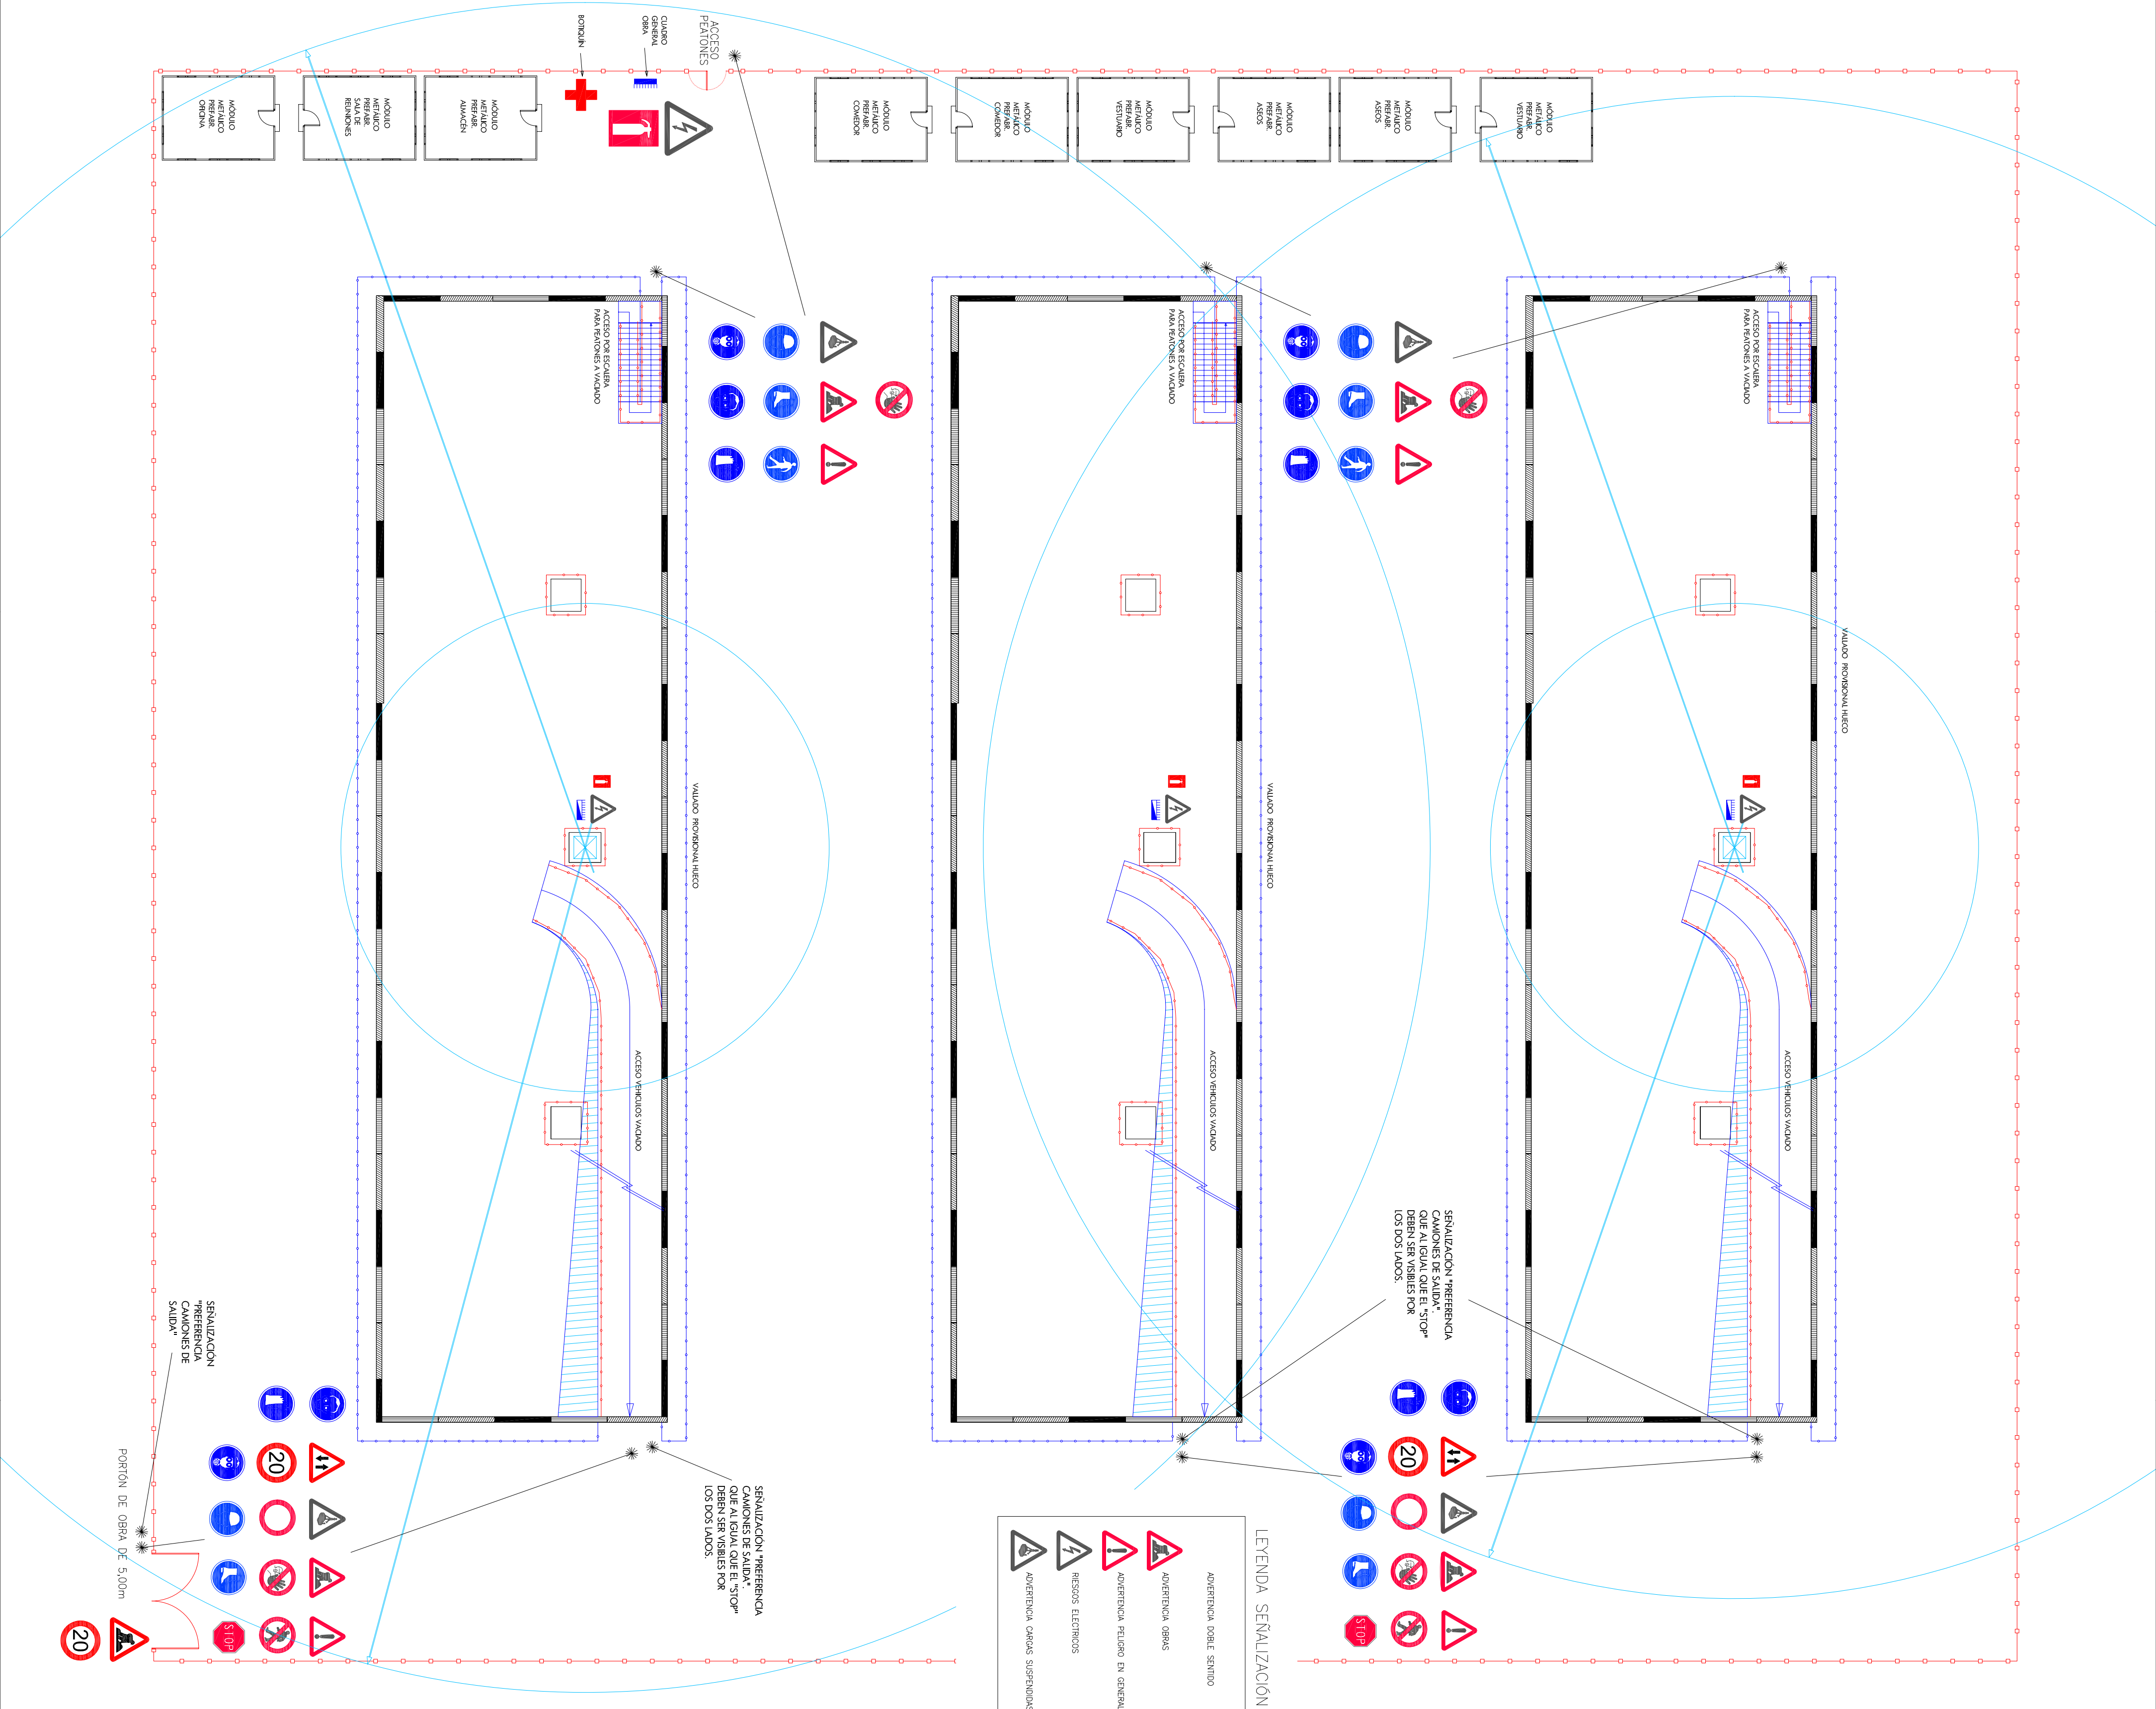 ACCESO
PEATONES
CUADRO
GENERAL
OBRA
BOTIQUÍN
MÓDULO
METÁLICO
PREFABR.
OFICINA
MÓDULO
METÁLICO
PREFABR.
SALA DE
REUNIONES
MÓDULO
METÁLICO
PREFABR.
ALMACÉN
MÓDULO
METÁLICO
PREFABR.
COMEDOR
MÓDULO
METÁLICO
PREFABR.
COMEDOR
MÓDULO
METÁLICO
PREFABR.
VESTUARIO
MÓDULO
METÁLICO
PREFABR.
ASEOS
MÓDULO
METÁLICO
PREFABR.
ASEOS
MÓDULO
METÁLICO
PREFABR.
VESTUARIO
ACCESO POR ESCALERA
PARA PEATONES A VACIADO
ACCESO POR ESCALERA
PARA PEATONES A VACIADO
ACCESO POR ESCALERA
PARA PEATONES A VACIADO
VALLADO PROVISIONAL HUECO
VALLADO PROVISIONAL HUECO
VALLADO PROVISIONAL HUECO
ACCESO VEHICULOS VACIADO
ACCESO VEHICULOS VACIADO
ACCESO VEHICULOS VACIADO
SEÑALIZACIÓN "PREFERENCIA
CAMIONES DE SALIDA".
QUE AL IGUAL QUE EL "STOP"
DEBEN SER VISIBLES POR
LOS DOS LADOS.
SEÑALIZACIÓN
"PREFERENCIA
CAMIONES DE
SALIDA"
SEÑALIZACIÓN "PREFERENCIA
CAMIONES DE SALIDA".
QUE AL IGUAL QUE EL "STOP"
DEBEN SER VISIBLES POR
LOS DOS LADOS.
PORTÓN DE OBRA DE 5,00m
20
STOP
20
20
STOP
LEYENDA SEÑALIZACIÓN
ADVERTENCIA DOBLE SENTIDO
ADVERTENCIA OBRAS
ADVERTENCIA PELIGRO EN GENERAL
RIESGOS ELECTRICOS
ADVERTENCIA CARGAS SUSPENDIDAS